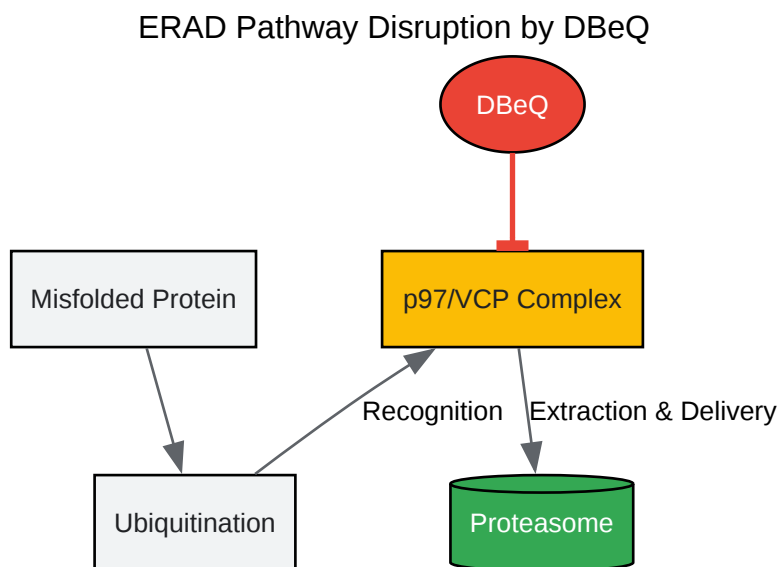 ERAD Pathway Disruption by DBeQ
DBeQ
Misfolded Protein
p97/VCP Complex
Recognition
Extraction & Delivery
Ubiquitination
Proteasome